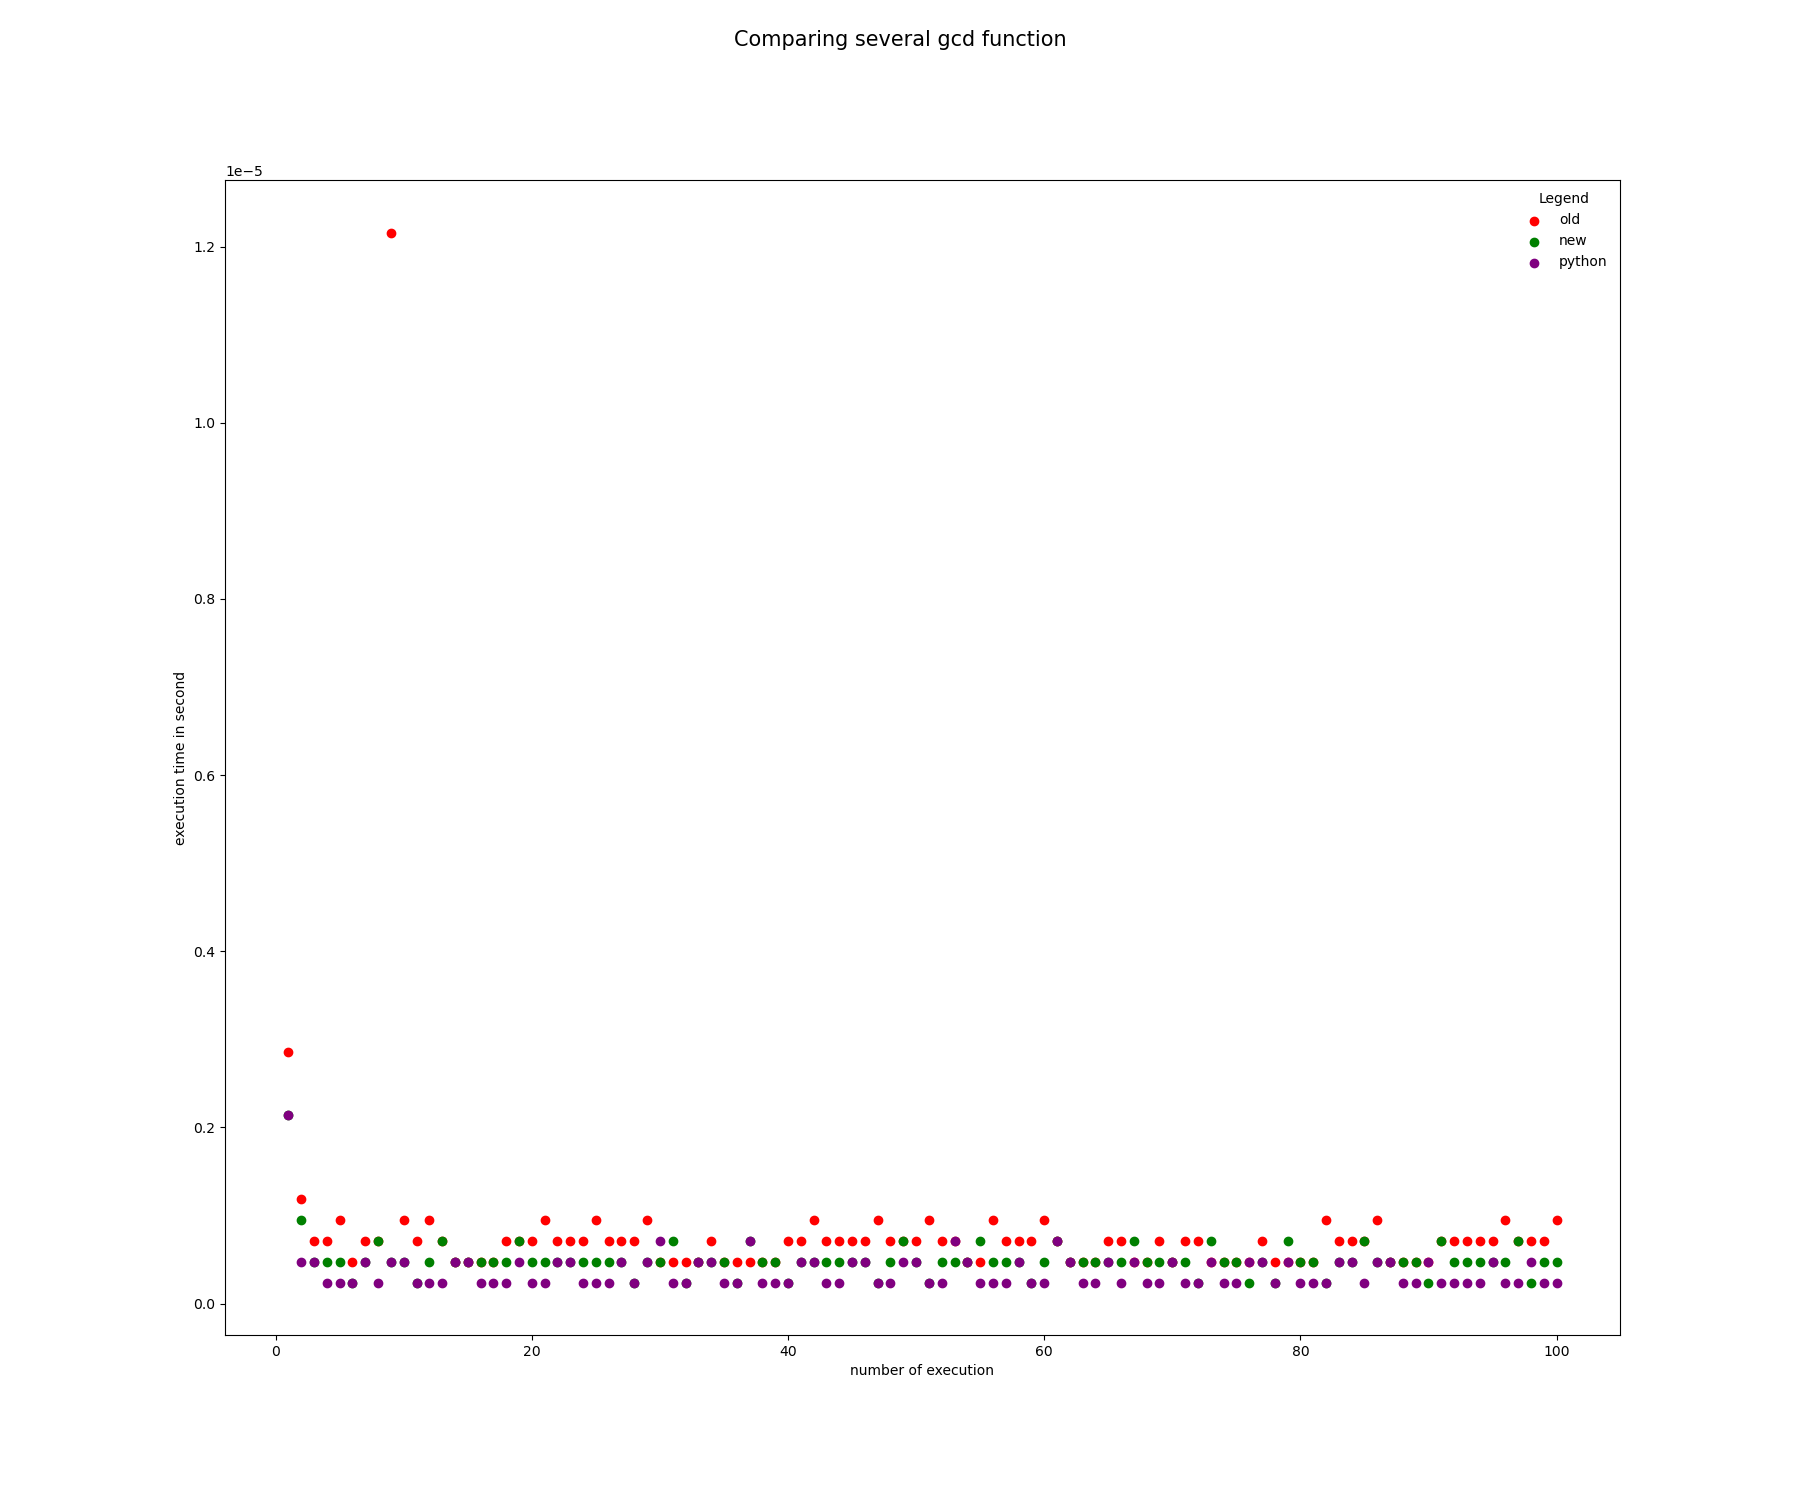 Comparing several gcd function
1e−5
Legend
old
new
python
1.2
1.0
0.8
0.6
0.4
0.2
0.0
execution time in second
0 20 40 60 80 100
number of execution